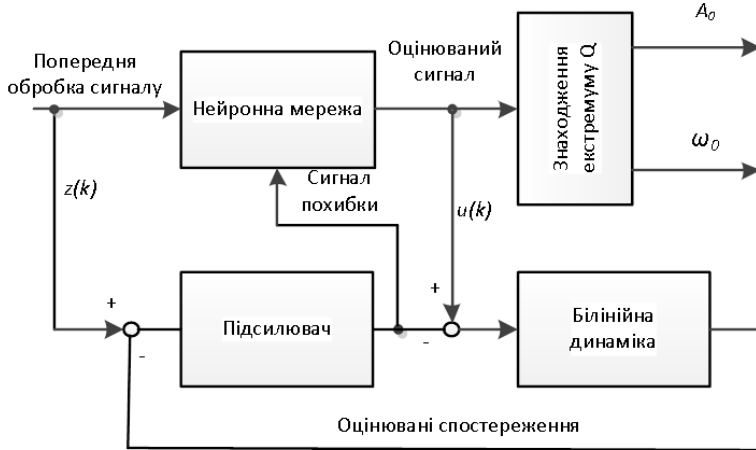 Попередня
обробка сигналу
Нейронна мережа
Оцінюваний
сигнал
Знаходження
екстремуму Q
A₀
ω₀
z(k)
Сигнал
похибки
u(k)
+
-
Підсилювач
+
-
Білінійна
динаміка
Оцінювані спостереження